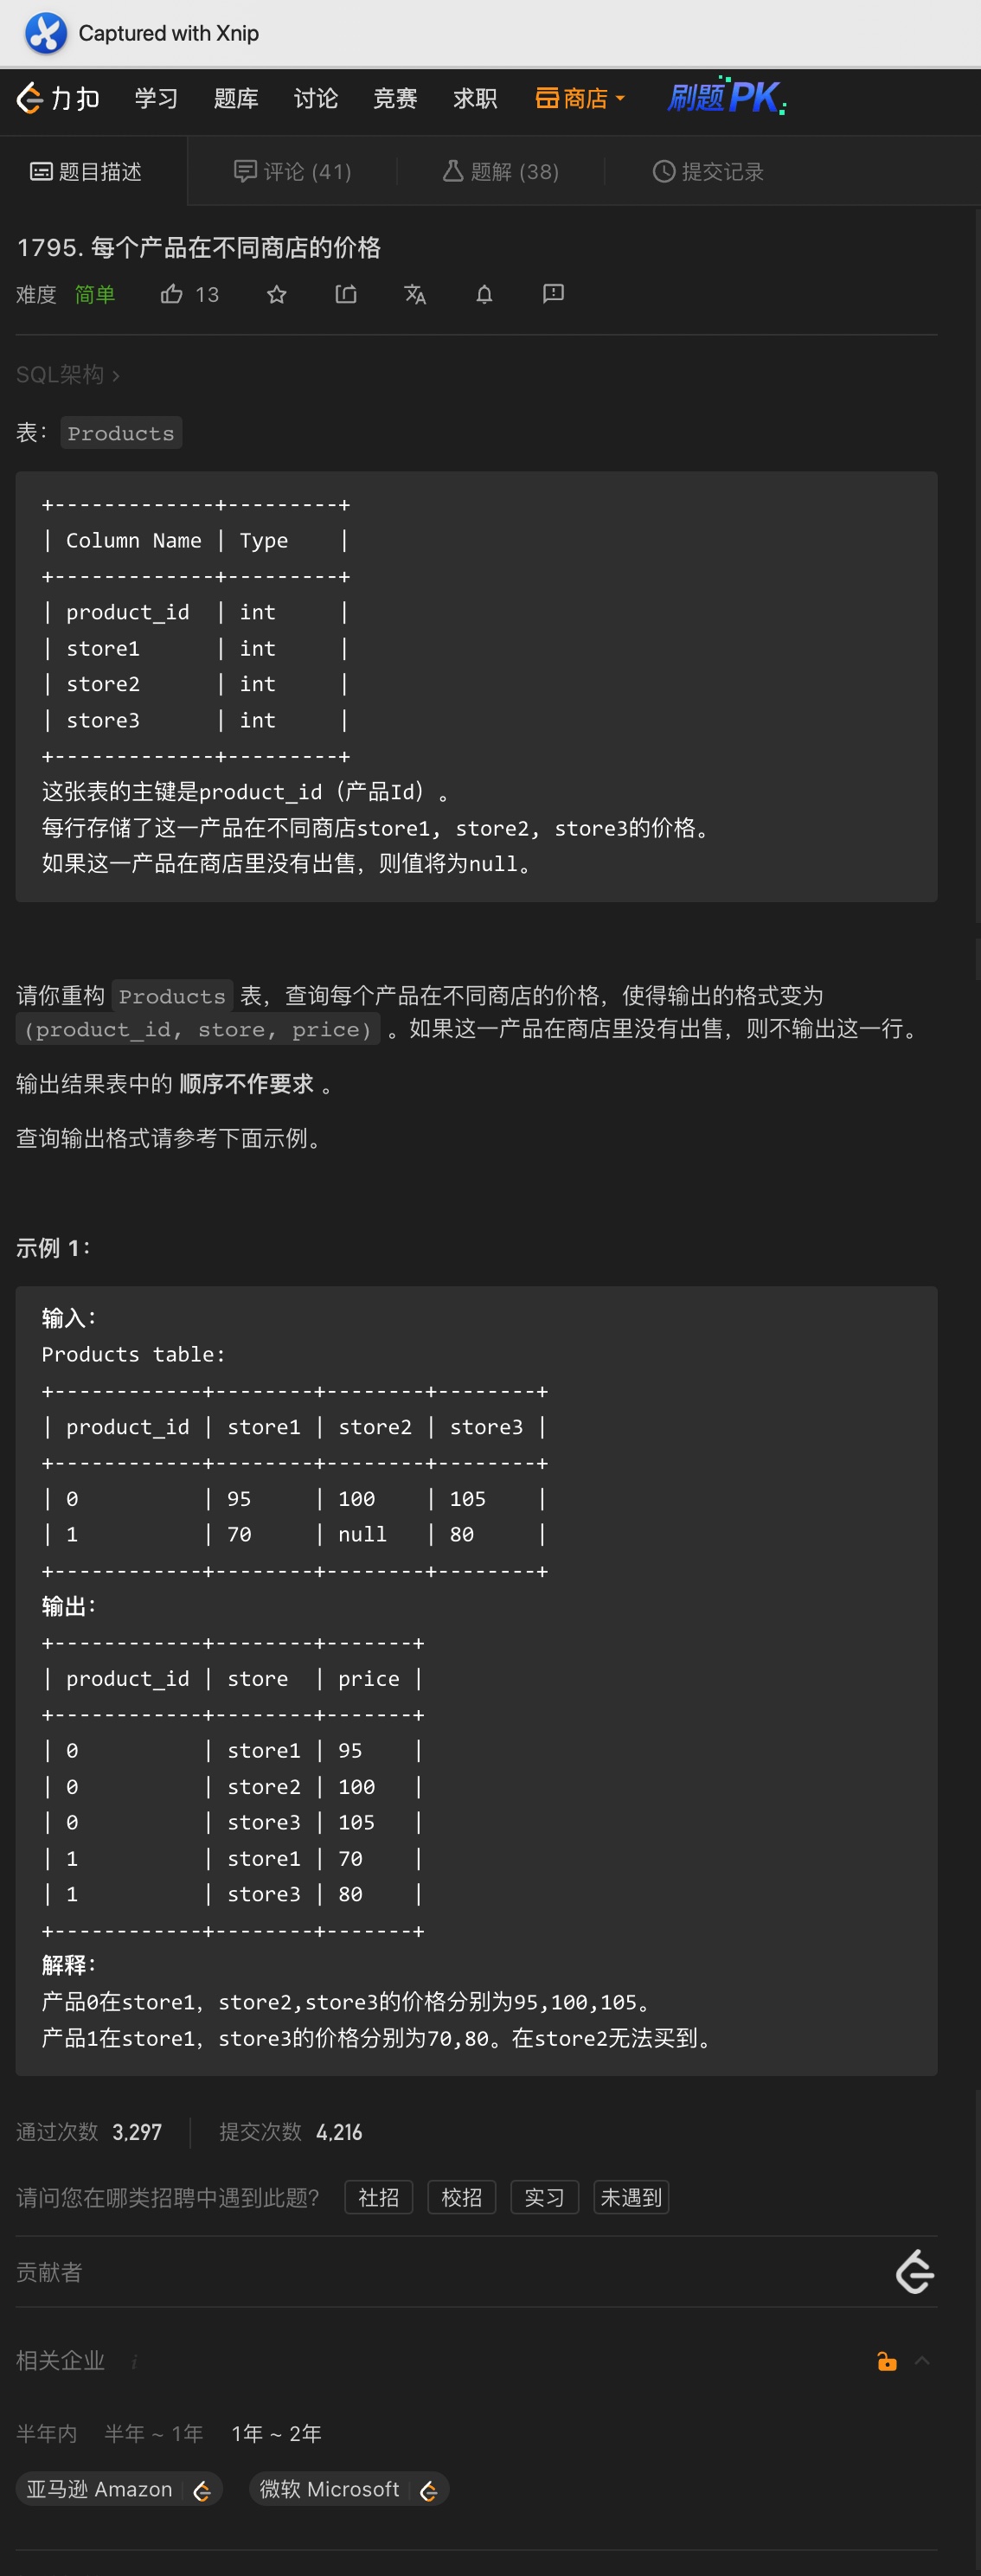 Captured with Xnip
力扣 学习 题库 讨论 竞赛 求职 商店 刷题PK
题目描述 评论 (41) 题解 (38) 提交记录
1795. 每个产品在不同商店的价格
难度 简单 13
SQL架构 >
表：Products
+-------------+---------+
| Column Name | Type    |
+-------------+---------+
| product_id  | int     |
| store1      | int     |
| store2      | int     |
| store3      | int     |
+-------------+---------+
这张表的主键是product_id（产品Id）。
每行存储了这一产品在不同商店store1, store2, store3的价格。
如果这一产品在商店里没有出售，则值将为null。
请你重构 Products 表，查询每个产品在不同商店的价格，使得输出的格式变为
(product_id, store, price) 。如果这一产品在商店里没有出售，则不输出这一行。
输出结果表中的 顺序不作要求 。
查询输出格式请参考下面示例。
示例 1：
输入：
Products table:
+------------+--------+--------+--------+
| product_id | store1 | store2 | store3 |
+------------+--------+--------+--------+
| 0          | 95     | 100    | 105    |
| 1          | 70     | null   | 80     |
+------------+--------+--------+--------+
输出：
+------------+--------+-------+
| product_id | store  | price |
+------------+--------+-------+
| 0          | store1 | 95    |
| 0          | store2 | 100   |
| 0          | store3 | 105   |
| 1          | store1 | 70    |
| 1          | store3 | 80    |
+------------+--------+-------+
解释：
产品0在store1，store2,store3的价格分别为95,100,105。
产品1在store1，store3的价格分别为70,80。在store2无法买到。
通过次数 3,297 提交次数 4,216
请问您在哪类招聘中遇到此题？ 社招 校招 实习 未遇到
贡献者
相关企业 i
半年内 半年 ~ 1年 1年 ~ 2年
亚马逊 Amazon 微软 Microsoft